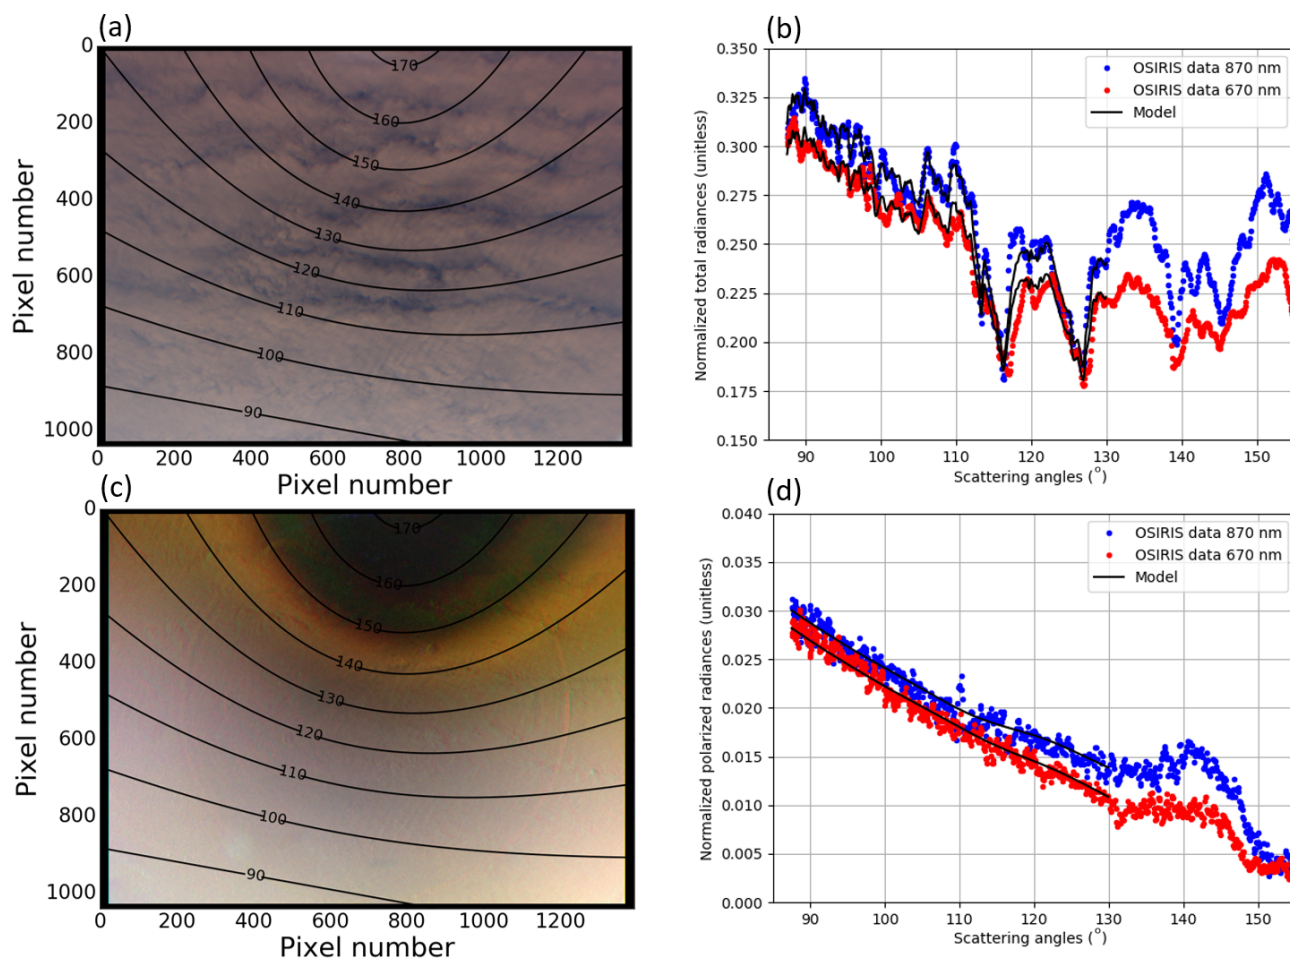 (a)
Pixel number
0
200
400
600
800
1000
170
160
150
140
130
120
110
100
90
0 200 400 600 800 1000 1200
Pixel number
(b)
Normalized total radiances (unitless)
0.350
0.325
0.300
0.275
0.250
0.225
0.200
0.175
0.150
OSIRIS data 870 nm
OSIRIS data 670 nm
Model
90 100 110 120 130 140 150
Scattering angles (°)
(c)
Pixel number
0
200
400
600
800
1000
170
160
150
140
130
120
110
100
90
0 200 400 600 800 1000 1200
Pixel number
(d)
Normalized polarized radiances (unitless)
0.040
0.035
0.030
0.025
0.020
0.015
0.010
0.005
0.000
OSIRIS data 870 nm
OSIRIS data 670 nm
Model
90 100 110 120 130 140 150
Scattering angles (°)